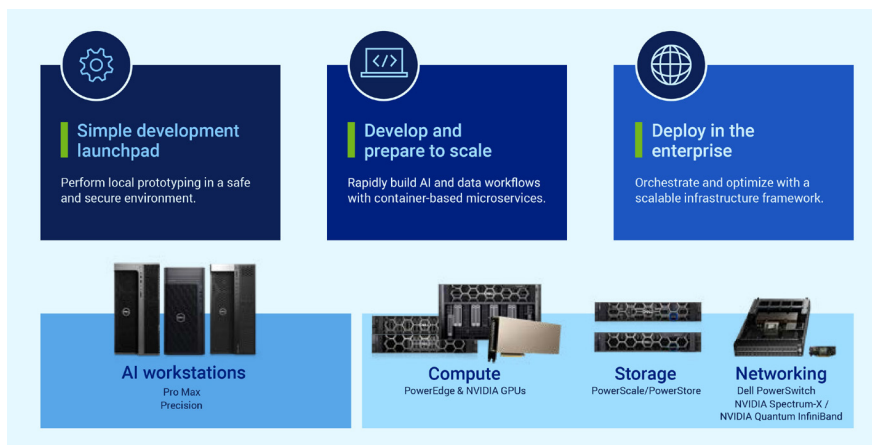 </>
Simple development
launchpad
Perform local prototyping in a safe
and secure environment.
Develop and
prepare to scale
Rapidly build AI and data workflows
with container-based microservices.
Deploy in the
enterprise
Orchestrate and optimize with a
scalable infrastructure framework.
AI workstations
Pro Max
Precision
Compute
PowerEdge & NVIDIA GPUs
Storage
PowerScale/PowerStore
Networking
Dell PowerSwitch
NVIDIA Spectrum-X /
NVIDIA Quantum InfiniBand